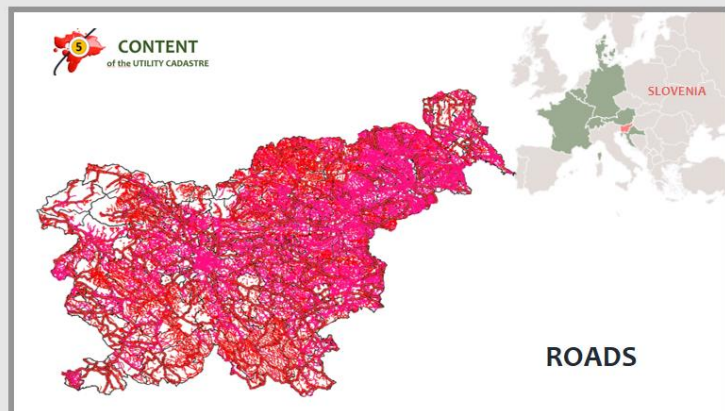 5
CONTENT
of the UTILITY CADASTRE
SLOVENIA
ROADS